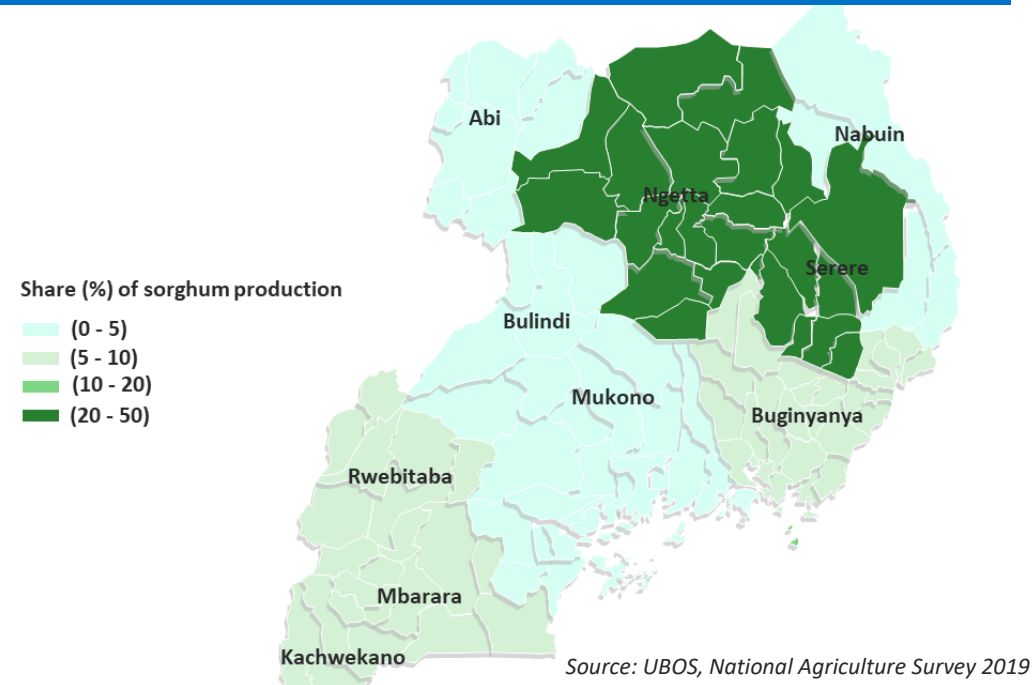 Abi
Nabuin
Ngetta
Serere
Share (%) of sorghum production
(0 - 5)
(5 - 10)
(10 - 20)
(20 - 50)
Bulindi
Mukono
Buginyanya
Rwebitaba
Mbarara
Kachwekano
Source: UBOS, National Agriculture Survey 2019